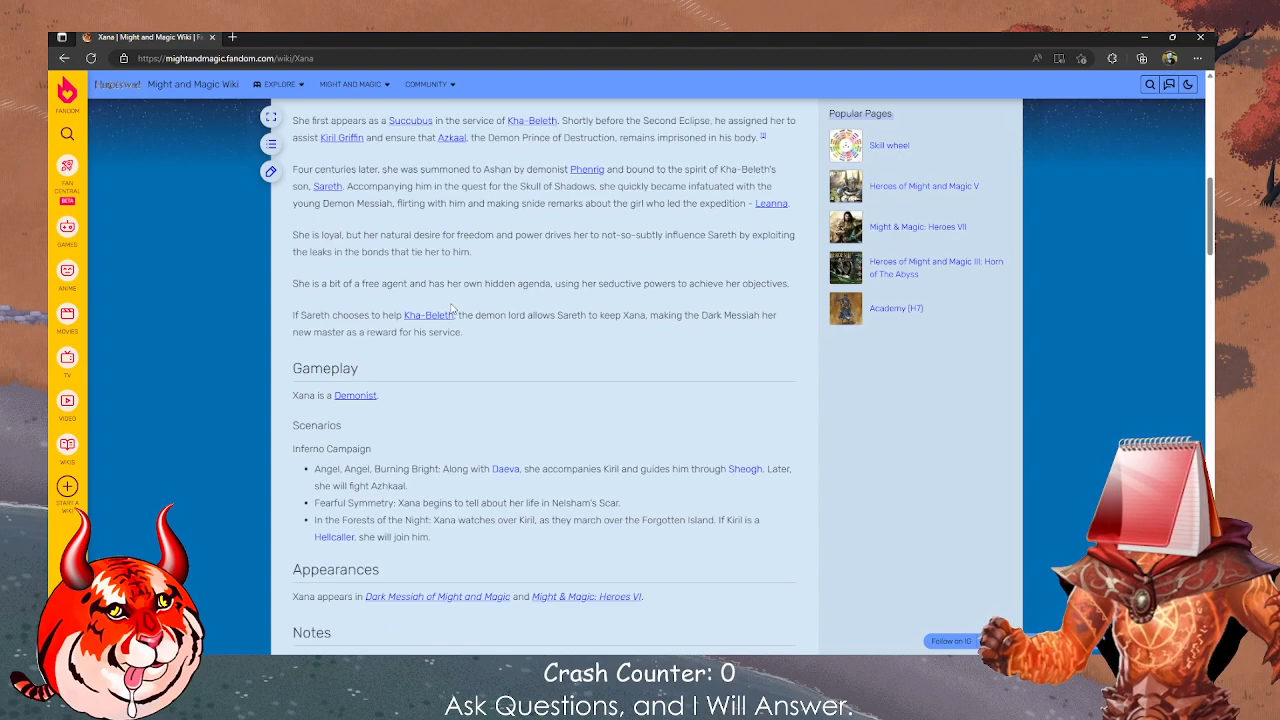 Xana | Might and Magic Wiki | Fa
https://mightandmagic.fandom.com/wiki/Xana
Might and Magic Wiki
EXPLORE
MIGHT AND MAGIC
COMMUNITY
FANDOM
FAN
CENTRAL
BETA
GAMES
ANIME
MOVIES
TV
VIDEO
WIKIS
START A
WIKI
She first appears as a Succubus in the service of Kha-Beleth. Shortly before the Second Eclipse, he assigned her to
assist Kiril Griffin and ensure that Azkaal, the Demon Prince of Destruction, remains imprisoned in his body.
Four centuries later, she was summoned to Ashan by demonist Phenrig and bound to the spirit of Kha-Beleth's
son, Sareth. Accompanying him in the quest for the Skull of Shadows, she quickly became infatuated with the
young Demon Messiah, flirting with him and making snide remarks about the girl who led the expedition - Leanna.
She is loyal, but her natural desire for freedom and power drives her to not-so-subtly influence Sareth by exploiting
the leaks in the bonds that tie her to him.
She is a bit of a free agent and has her own hidden agenda, using her seductive powers to achieve her objectives.
If Sareth chooses to help Kha-Beleth, the demon lord allows Sareth to keep Xana, making the Dark Messiah her
new master as a reward for his service.
Gameplay
Xana is a Demonist.
Scenarios
Inferno Campaign
• Angel, Angel, Burning Bright: Along with Daeva, she accompanies Kiril and guides him through Sheogh. Later,
she will fight Azhkaal.
• Fearful Symmetry: Xana begins to tell about her life in Nelsham's Scar.
• In the Forests of the Night: Xana watches over Kiril, as they march over the Forgotten Island. If Kiril is a
Hellcaller, she will join him.
Appearances
Xana appears in Dark Messiah of Might and Magic and Might & Magic: Heroes VI.
Notes
Popular Pages
Skill wheel
Heroes of Might and Magic V
Might & Magic: Heroes VII
Heroes of Might and Magic III: Horn
of The Abyss
Academy (H7)
Follow on IG
Crash Counter: 0
Ask Questions, and I Will Answer.